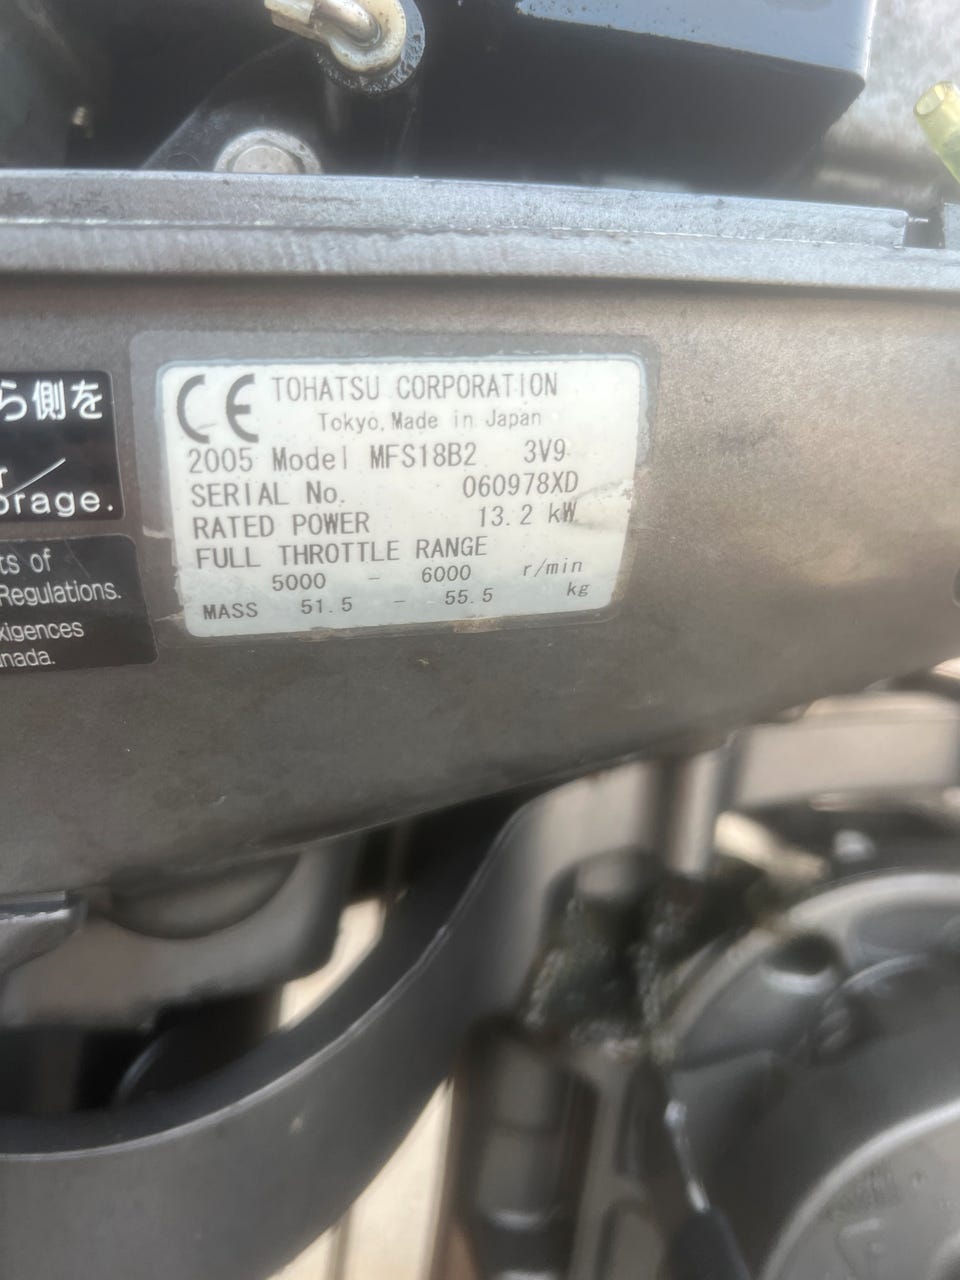 CE TOHATSU CORPORATION
Tokyo, Made in Japan
2005 Model MFS18B2 3V9
SERIAL No. 060978XD
RATED POWER 13.2 kW
FULL THROTTLE RANGE
5000 - 6000 r/min
MASS 51.5 - 55.5 kg
ら側を
r
orage.
ts of
Regulations.
xigences
nada.